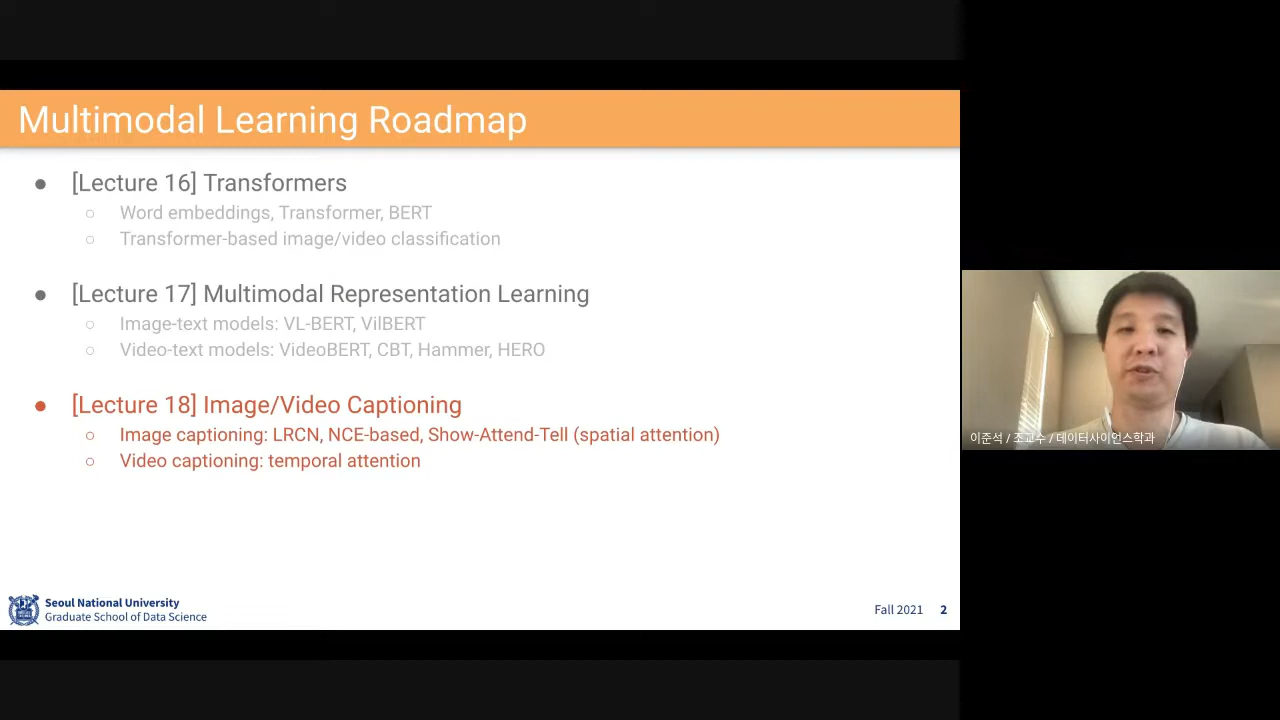 Multimodal Learning Roadmap
● [Lecture 16] Transformers
○ Word embeddings, Transformer, BERT
○ Transformer-based image/video classification
● [Lecture 17] Multimodal Representation Learning
○ Image-text models: VL-BERT, VilBERT
○ Video-text models: VideoBERT, CBT, Hammer, HERO
● [Lecture 18] Image/Video Captioning
○ Image captioning: LRCN, NCE-based, Show-Attend-Tell (spatial attention)
○ Video captioning: temporal attention
이준석 / 조교수 / 데이터사이언스학과
Seoul National University
Graduate School of Data Science
Fall 2021 2